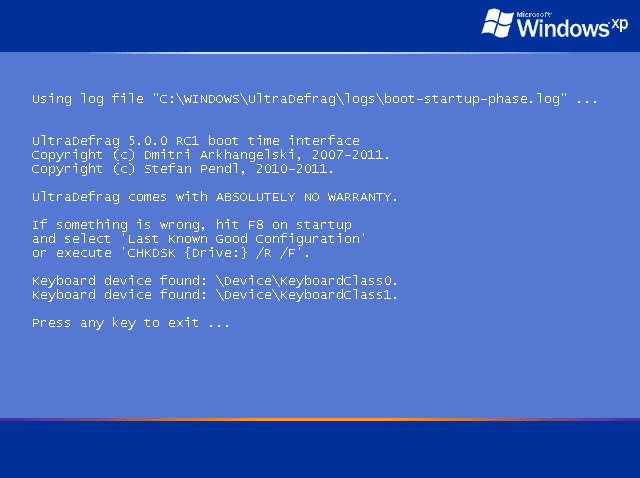 Microsoft
Windows xp
Using log file "C:\WINDOWS\UltraDefrag\logs\boot-startup-phase.log" ...
UltraDefrag 5.0.0 RC1 boot time interface
Copyright (c) Dmitri Arkhangelski, 2007-2011.
Copyright (c) Stefan Pendl, 2010-2011.
UltraDefrag comes with ABSOLUTELY NO WARRANTY.
If something is wrong, hit F8 on startup
and select 'Last Known Good Configuration'
or execute 'CHKDSK {Drive:} /R /F'.
Keyboard device found: \Device\KeyboardClass0.
Keyboard device found: \Device\KeyboardClass1.
Press any key to exit ...